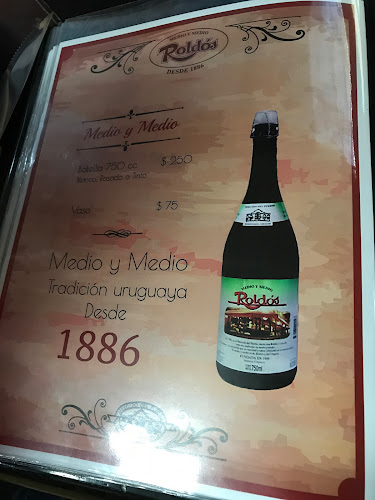 MEDIO Y MEDIO
Roldós
DESDE 1886
Medio y Medio
Botella 750 cc $ 250
Blanco, Rosado o Tinto
Vaso $ 75
Medio y Medio
Tradición uruguaya
Desde
1886
MEDIO Y MEDIO
Roldós
750ml